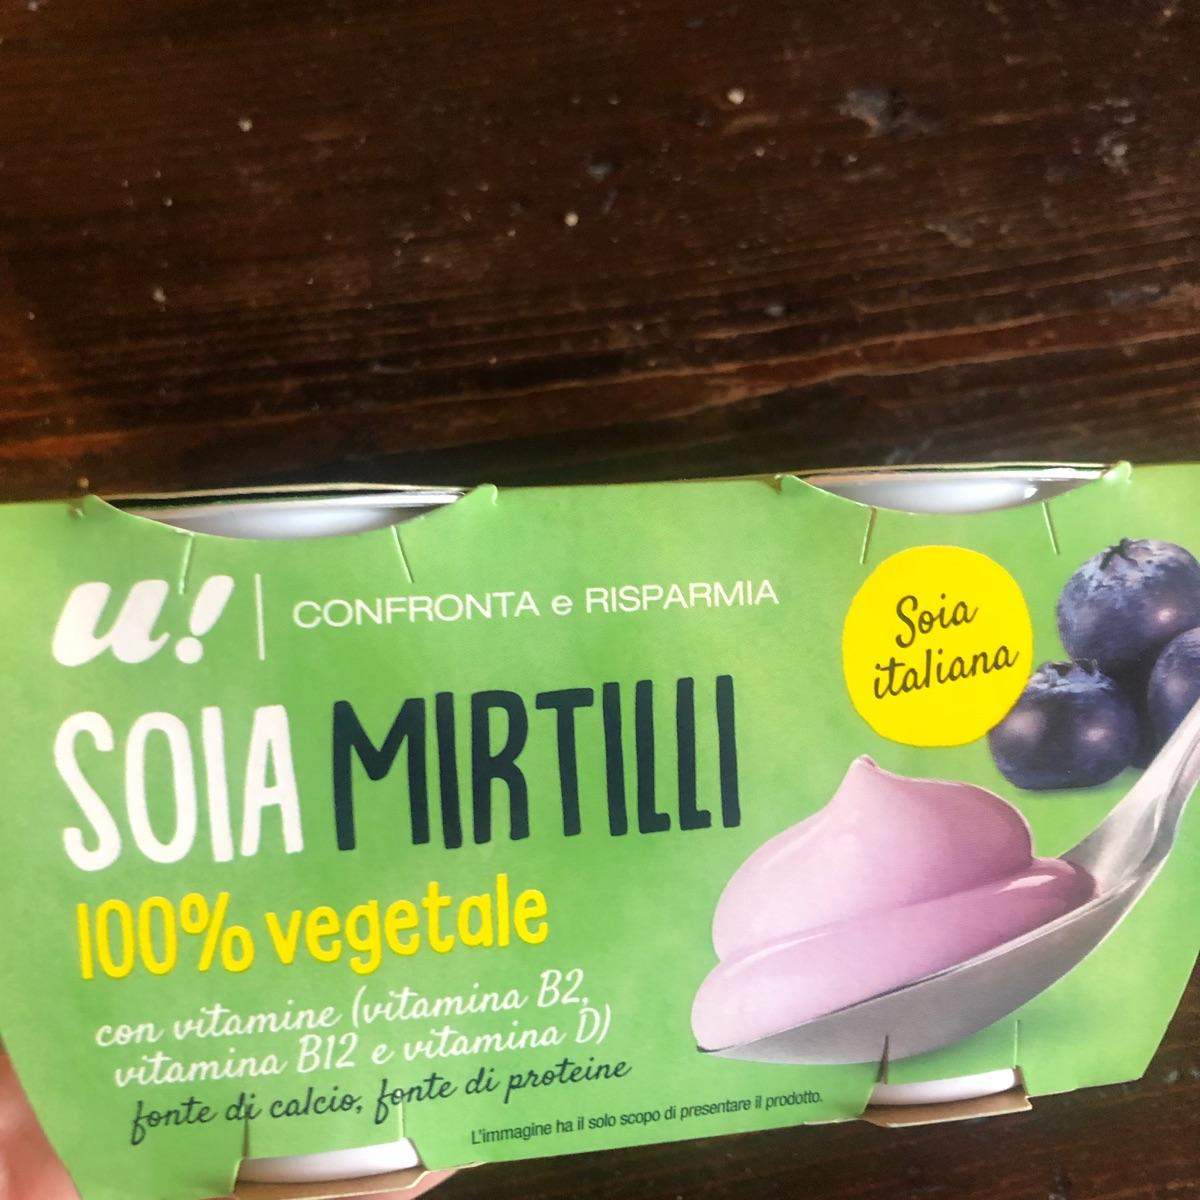 u! | CONFRONTA e RISPARMIA
Soia
italiana
SOIA MIRTILLI
100% vegetale
con vitamine (vitamina B2,
vitamina B12 e vitamina D)
fonte di calcio, fonte di proteine
L'immagine ha il solo scopo di presentare il prodotto.